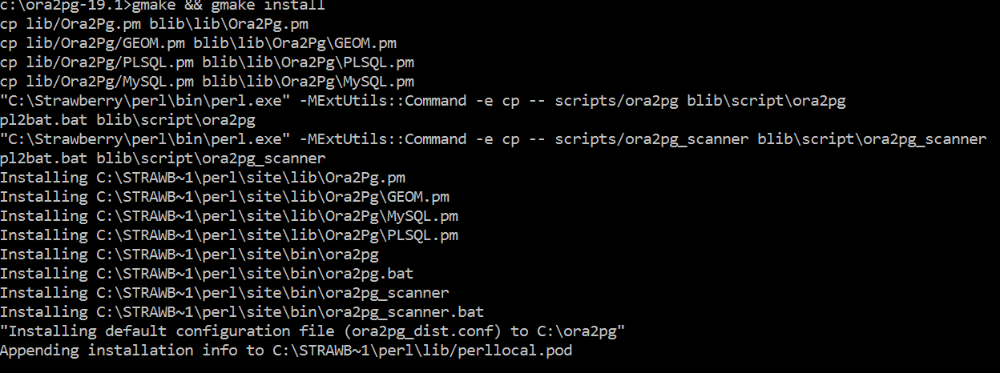 c:\ora2pg-19.1>gmake && gmake install
cp lib/Ora2Pg.pm blib\lib\Ora2Pg.pm
cp lib/Ora2Pg/GEOM.pm blib\lib\Ora2Pg\GEOM.pm
cp lib/Ora2Pg/PLSQL.pm blib\lib\Ora2Pg\PLSQL.pm
cp lib/Ora2Pg/MySQL.pm blib\lib\Ora2Pg\MySQL.pm
"C:\Strawberry\perl\bin\perl.exe" -MExtUtils::Command -e cp -- scripts/ora2pg blib\script\ora2pg
pl2bat.bat blib\script\ora2pg
"C:\Strawberry\perl\bin\perl.exe" -MExtUtils::Command -e cp -- scripts/ora2pg_scanner blib\script\ora2pg_scanner
pl2bat.bat blib\script\ora2pg_scanner
Installing C:\STRAWB~1\perl\site\lib\Ora2Pg.pm
Installing C:\STRAWB~1\perl\site\lib\Ora2Pg\GEOM.pm
Installing C:\STRAWB~1\perl\site\lib\Ora2Pg\MySQL.pm
Installing C:\STRAWB~1\perl\site\lib\Ora2Pg\PLSQL.pm
Installing C:\STRAWB~1\perl\site\bin\ora2pg
Installing C:\STRAWB~1\perl\site\bin\ora2pg.bat
Installing C:\STRAWB~1\perl\site\bin\ora2pg_scanner
Installing C:\STRAWB~1\perl\site\bin\ora2pg_scanner.bat
"Installing default configuration file (ora2pg_dist.conf) to C:\ora2pg"
Appending installation info to C:\STRAWB~1\perl\lib/perllocal.pod